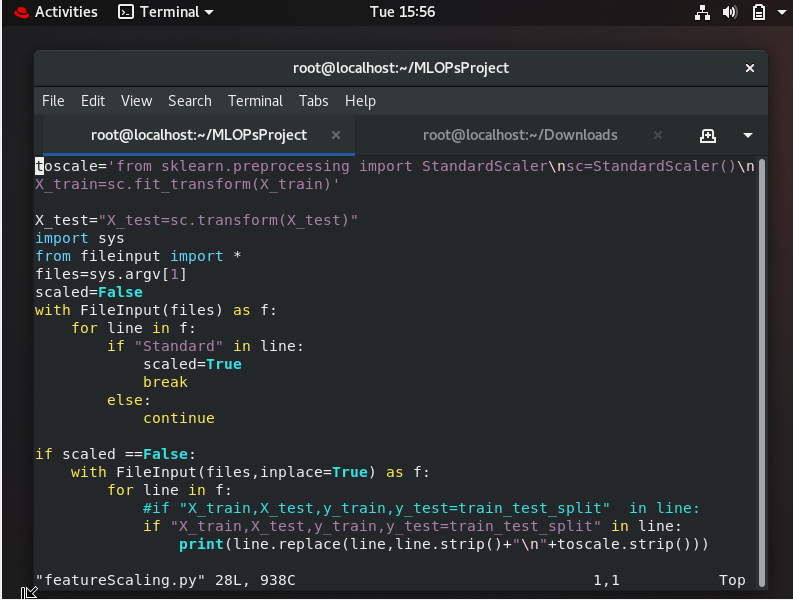 Activities Terminal Tue 15:56
root@localhost:~/MLOPsProject
File Edit View Search Terminal Tabs Help
root@localhost:~/MLOPsProject root@localhost:~/Downloads
toscale='from sklearn.preprocessing import StandardScaler\nsc=StandardScaler()\n
X_train=sc.fit_transform(X_train)'
X_test="X_test=sc.transform(X_test)"
import sys
from fileinput import *
files=sys.argv[1]
scaled=False
with FileInput(files) as f:
    for line in f:
        if "Standard" in line:
            scaled=True
            break
        else:
            continue
if scaled ==False:
    with FileInput(files,inplace=True) as f:
        for line in f:
            #if "X_train,X_test,y_train,y_test=train_test_split"  in line:
            if "X_train,X_test,y_train,y_test=train_test_split" in line:
                print(line.replace(line,line.strip()+"\n"+toscale.strip()))
"featureScaling.py" 28L, 938C 1,1 Top